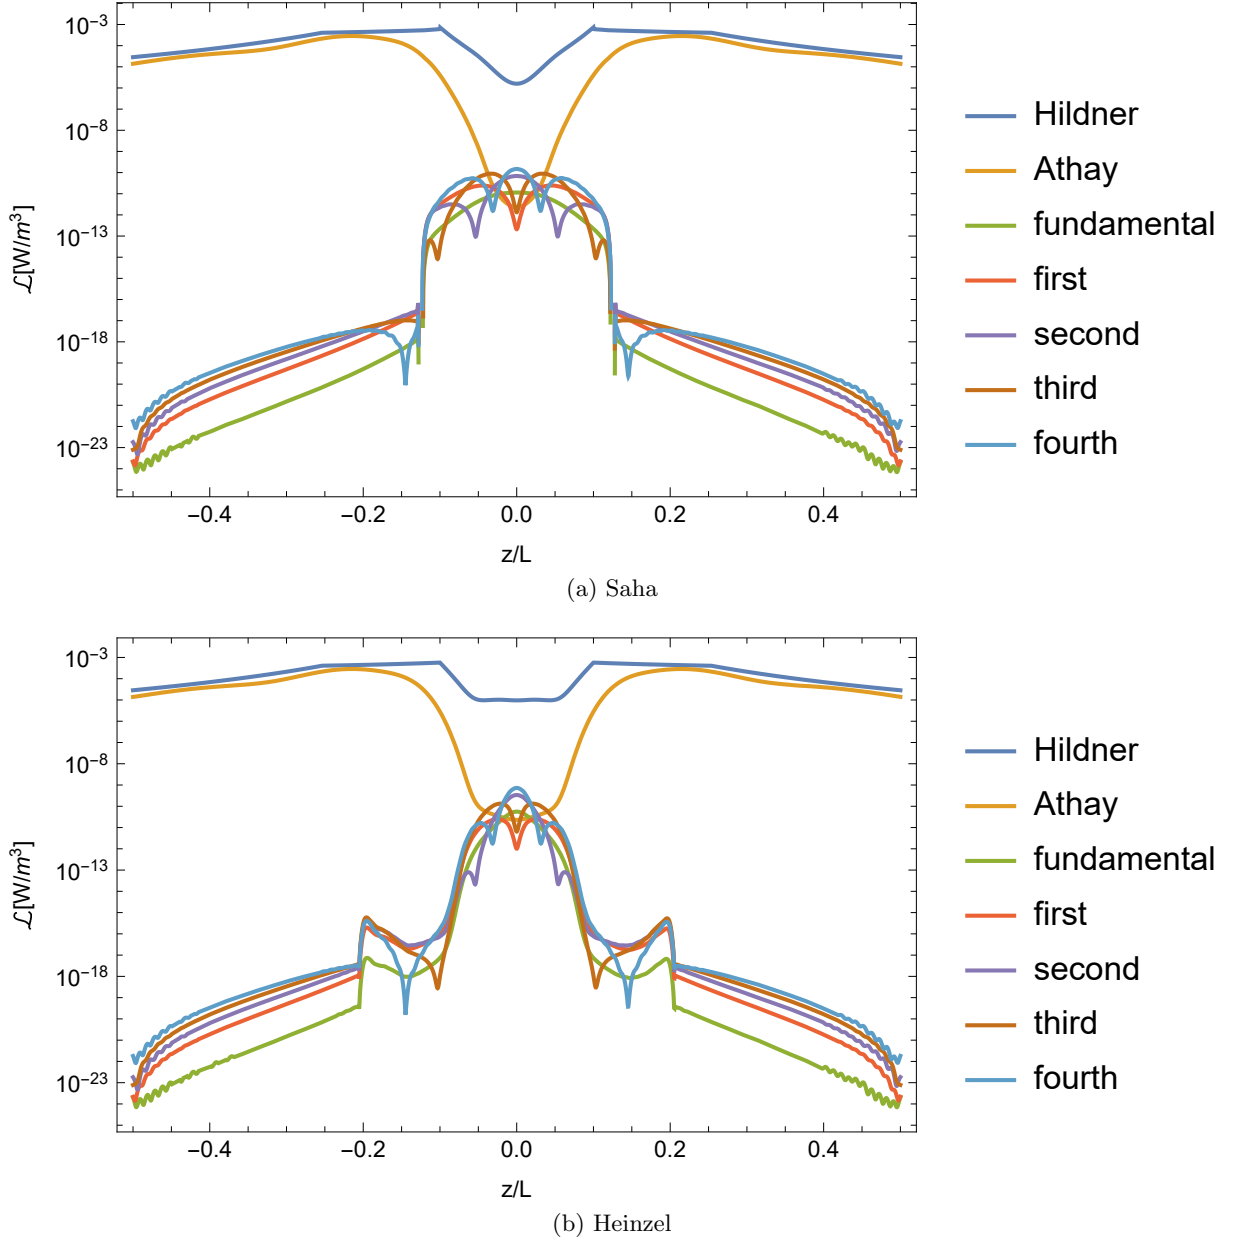 10⁻³
10⁻⁸
10⁻¹³
10⁻¹⁸
10⁻²³
ℒ[W/m³]
−0.4 −0.2 0.0 0.2 0.4
z/L
Hildner
Athay
fundamental
first
second
third
fourth
(a) Saha
10⁻³
10⁻⁸
10⁻¹³
10⁻¹⁸
10⁻²³
ℒ[W/m³]
−0.4 −0.2 0.0 0.2 0.4
z/L
Hildner
Athay
fundamental
first
second
third
fourth
(b) Heinzel